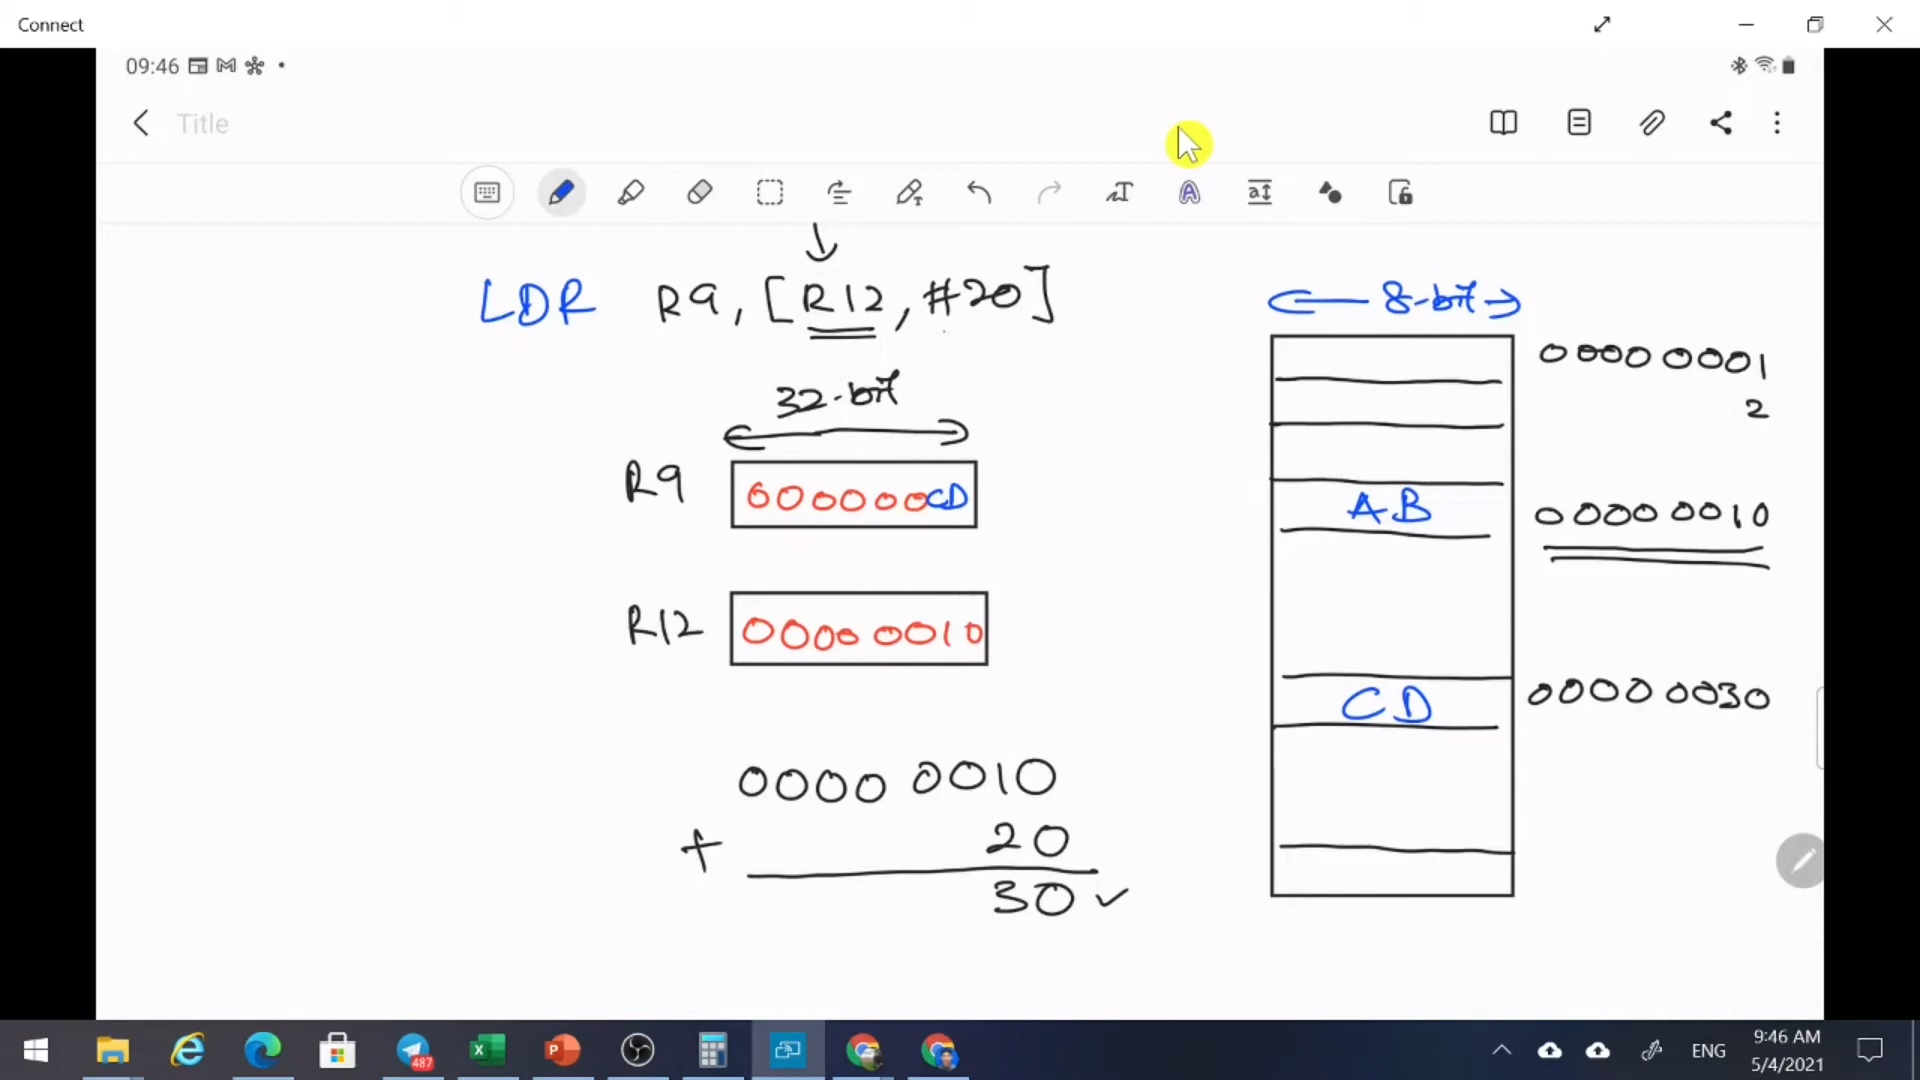 Connect
09:46
Title
LDR R9, [R12, #20]
32-bit
R9 000000CD
R12 0000 0010
0000 0010
+ 20
30 ✓
8-bit
0000 0001
2
AB 0000 0010
CD 0000 0030
487
ENG
9:46 AM
5/4/2021